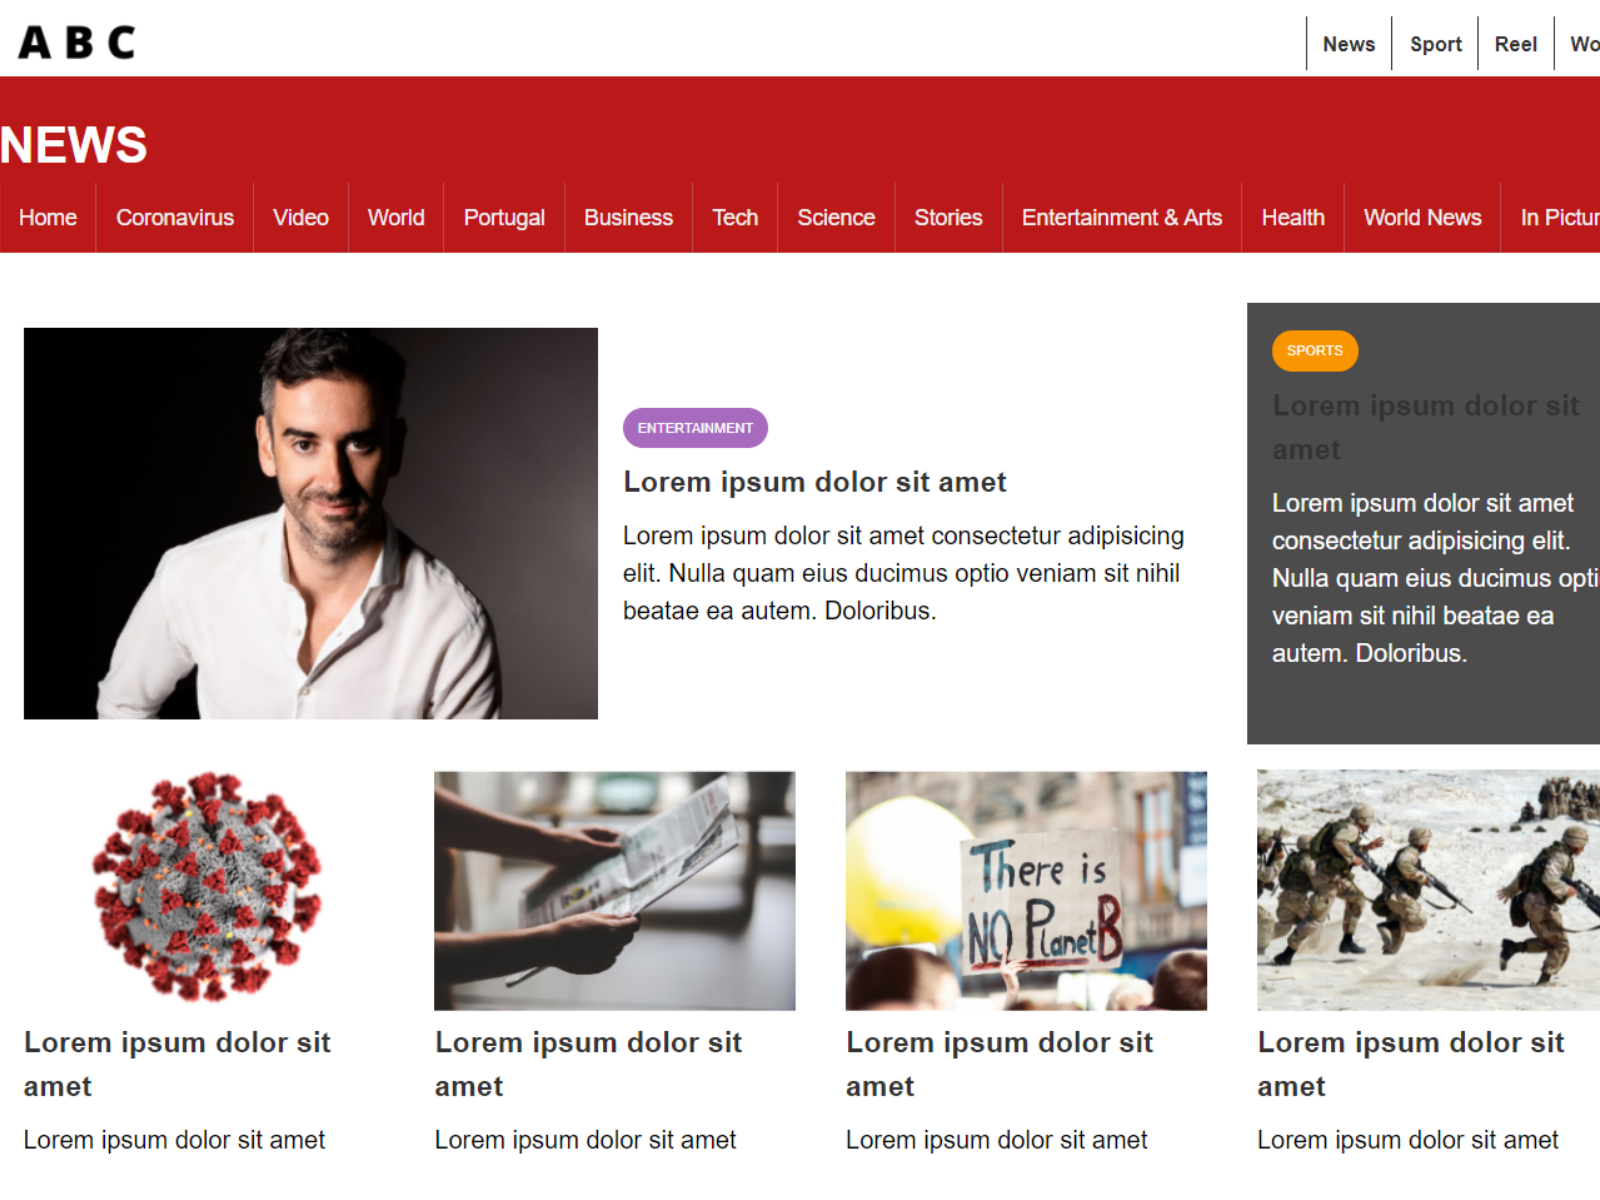 A B C
News Sport Reel
NEWS
Home Coronavirus Video World Portugal Business Tech Science Stories Entertainment & Arts Health World News In
SPORTS
Lorem ipsum dolor sit
amet
Lorem ipsum dolor sit amet
consectetur adipisicing elit.
Nulla quam eius ducimus
veniam sit nihil beatae ea
autem. Doloribus.
ENTERTAINMENT
Lorem ipsum dolor sit amet
Lorem ipsum dolor sit amet consectetur adipisicing
elit. Nulla quam eius ducimus optio veniam sit nihil
beatae ea autem. Doloribus.
There is
NO PlanetB
Lorem ipsum dolor sit
amet
Lorem ipsum dolor sit amet
Lorem ipsum dolor sit
amet
Lorem ipsum dolor sit amet
Lorem ipsum dolor sit
amet
Lorem ipsum dolor sit amet
Lorem ipsum dolor sit
amet
Lorem ipsum dolor sit amet